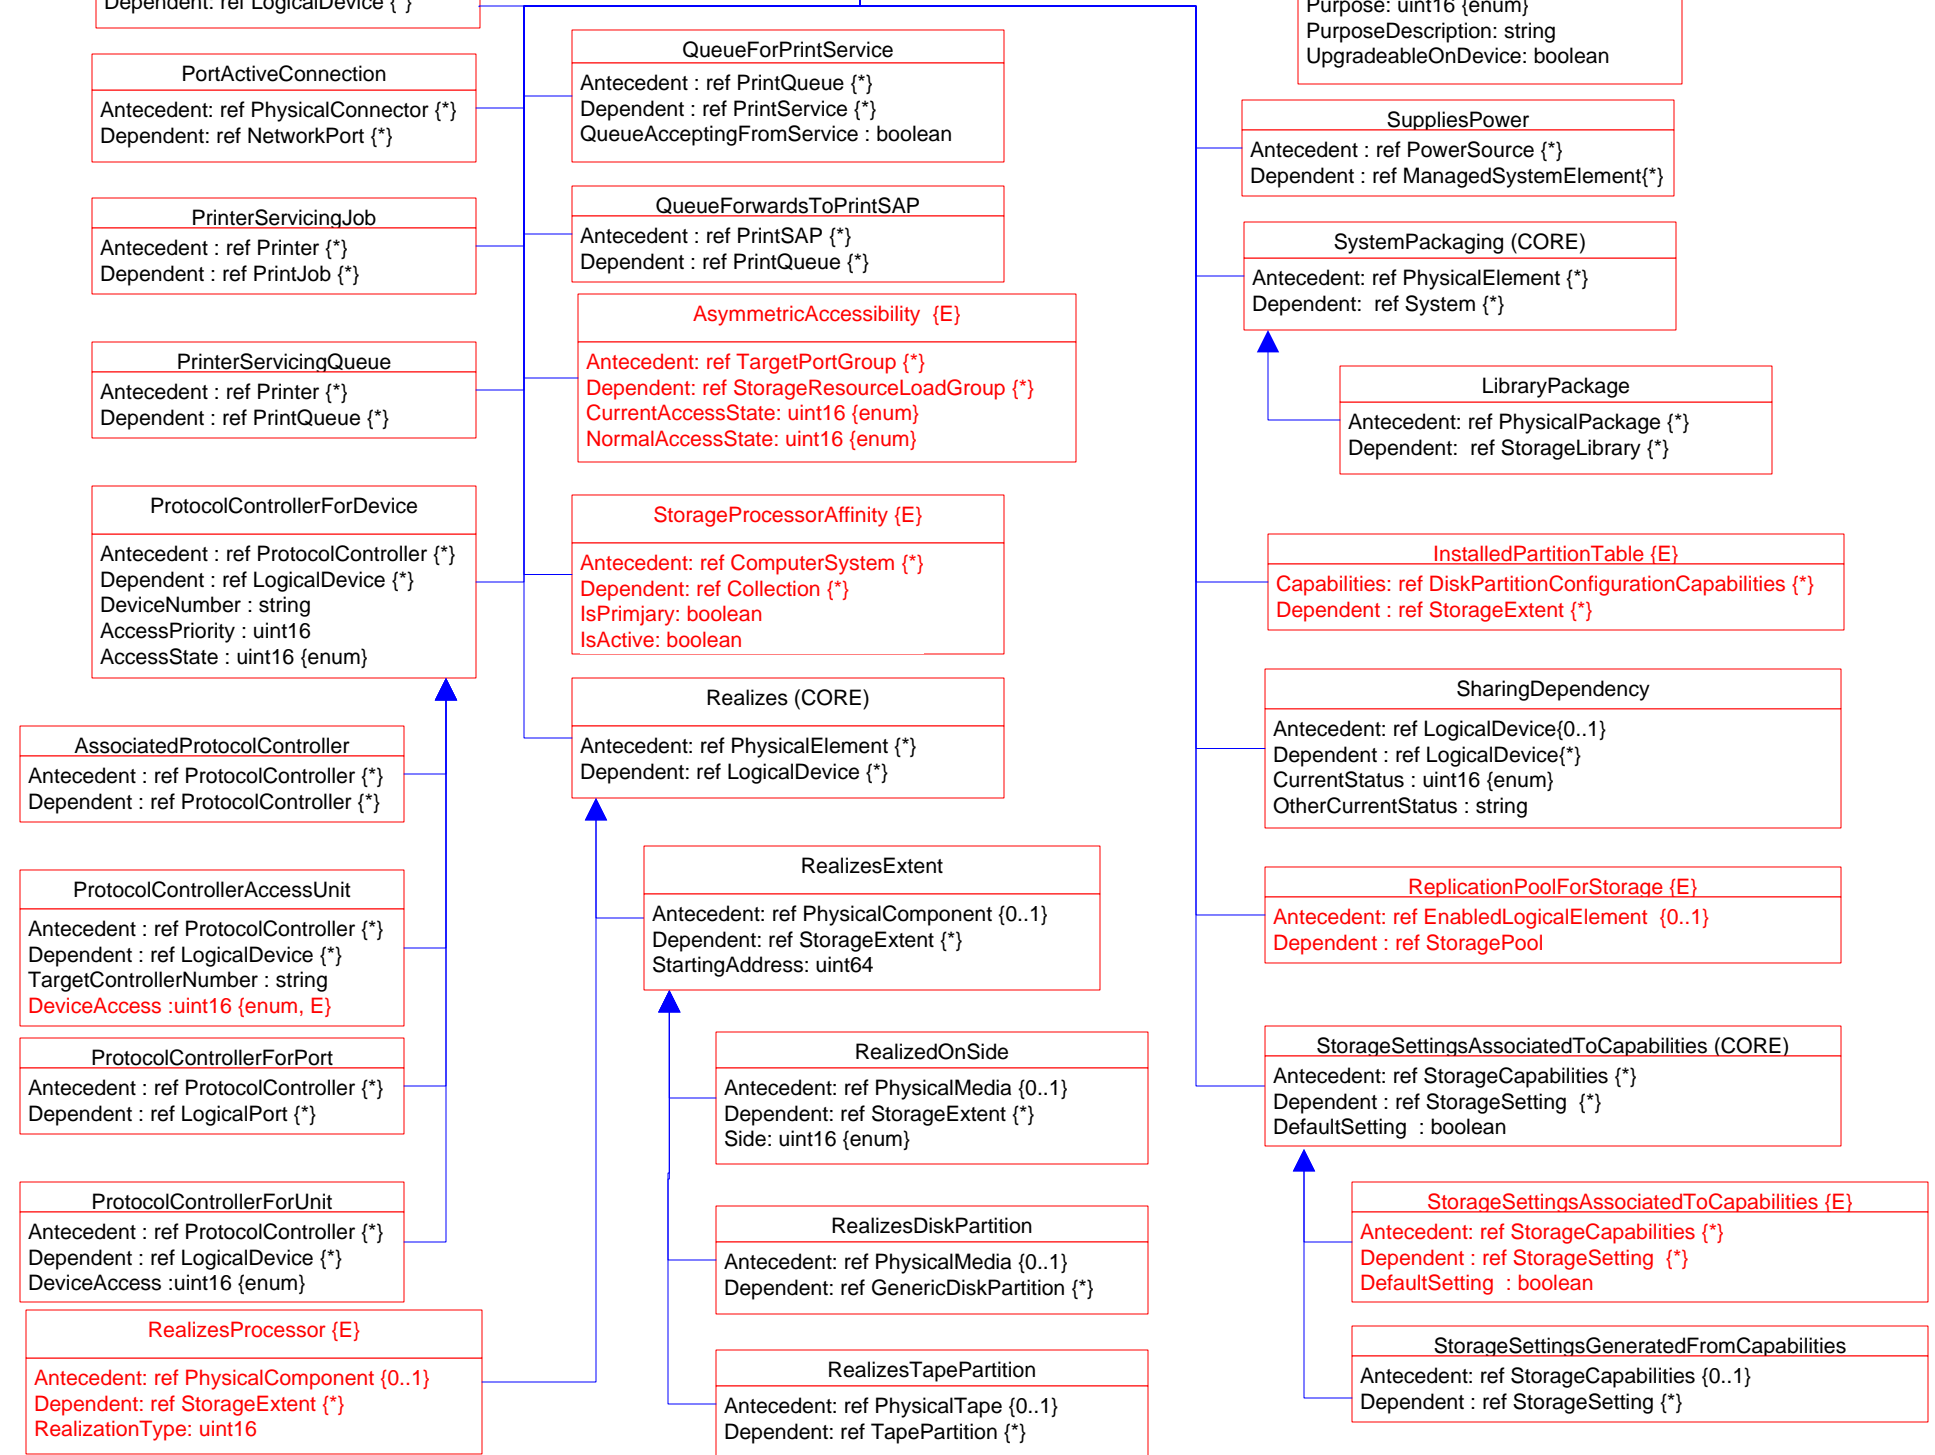 Dependent: ref LogicalDevice {*}
PortActiveConnection
Antecedent: ref PhysicalConnector {*}
Dependent: ref NetworkPort {*}
PrinterServicingJob
Antecedent : ref Printer {*}
Dependent : ref PrintJob {*}
PrinterServicingQueue
Antecedent : ref Printer {*}
Dependent : ref PrintQueue {*}
ProtocolControllerForDevice
Antecedent : ref ProtocolController {*}
Dependent : ref LogicalDevice {*}
DeviceNumber : string
AccessPriority : uint16
AccessState : uint16 {enum}
AssociatedProtocolController
Antecedent : ref ProtocolController {*}
Dependent : ref ProtocolController {*}
ProtocolControllerAccessUnit
Antecedent : ref ProtocolController {*}
Dependent : ref LogicalDevice {*}
TargetControllerNumber : string
DeviceAccess :uint16 {enum, E}
ProtocolControllerForPort
Antecedent : ref ProtocolController {*}
Dependent : ref LogicalPort {*}
ProtocolControllerForUnit
Antecedent : ref ProtocolController {*}
Dependent : ref LogicalDevice {*}
DeviceAccess :uint16 {enum}
RealizesProcessor {E}
Antecedent: ref PhysicalComponent {0..1}
Dependent: ref StorageExtent {*}
RealizationType: uint16
QueueForPrintService
Antecedent : ref PrintQueue {*}
Dependent : ref PrintService {*}
QueueAcceptingFromService : boolean
QueueForwardsToPrintSAP
Antecedent : ref PrintSAP {*}
Dependent : ref PrintQueue {*}
AsymmetricAccessibility {E}
Antecedent: ref TargetPortGroup {*}
Dependent: ref StorageResourceLoadGroup {*}
CurrentAccessState: uint16 {enum}
NormalAccessState: uint16 {enum}
StorageProcessorAffinity {E}
Antecedent: ref ComputerSystem {*}
Dependent: ref Collection {*}
IsPrimjary: boolean
IsActive: boolean
Realizes (CORE)
Antecedent: ref PhysicalElement {*}
Dependent: ref LogicalDevice {*}
RealizesExtent
Antecedent: ref PhysicalComponent {0..1}
Dependent: ref StorageExtent {*}
StartingAddress: uint64
RealizedOnSide
Antecedent: ref PhysicalMedia {0..1}
Dependent: ref StorageExtent {*}
Side: uint16 {enum}
RealizesDiskPartition
Antecedent: ref PhysicalMedia {0..1}
Dependent: ref GenericDiskPartition {*}
RealizesTapePartition
Antecedent: ref PhysicalTape {0..1}
Dependent: ref TapePartition {*}
Purpose: uint16 {enum}
PurposeDescription: string
UpgradeableOnDevice: boolean
SuppliesPower
Antecedent : ref PowerSource {*}
Dependent : ref ManagedSystemElement{*}
SystemPackaging (CORE)
Antecedent: ref PhysicalElement {*}
Dependent: ref System {*}
LibraryPackage
Antecedent: ref PhysicalPackage {*}
Dependent: ref StorageLibrary {*}
InstalledPartitionTable {E}
Capabilities: ref DiskPartitionConfigurationCapabilities {*}
Dependent : ref StorageExtent {*}
SharingDependency
Antecedent: ref LogicalDevice{0..1}
Dependent : ref LogicalDevice{*}
CurrentStatus : uint16 {enum}
OtherCurrentStatus : string
ReplicationPoolForStorage {E}
Antecedent: ref EnabledLogicalElement {0..1}
Dependent : ref StoragePool
StorageSettingsAssociatedToCapabilities (CORE)
Antecedent: ref StorageCapabilities {*}
Dependent : ref StorageSetting {*}
DefaultSetting : boolean
StorageSettingsAssociatedToCapabilities {E}
Antecedent: ref StorageCapabilities {*}
Dependent : ref StorageSetting {*}
DefaultSetting : boolean
StorageSettingsGeneratedFromCapabilities
Antecedent: ref StorageCapabilities {0..1}
Dependent : ref StorageSetting {*}